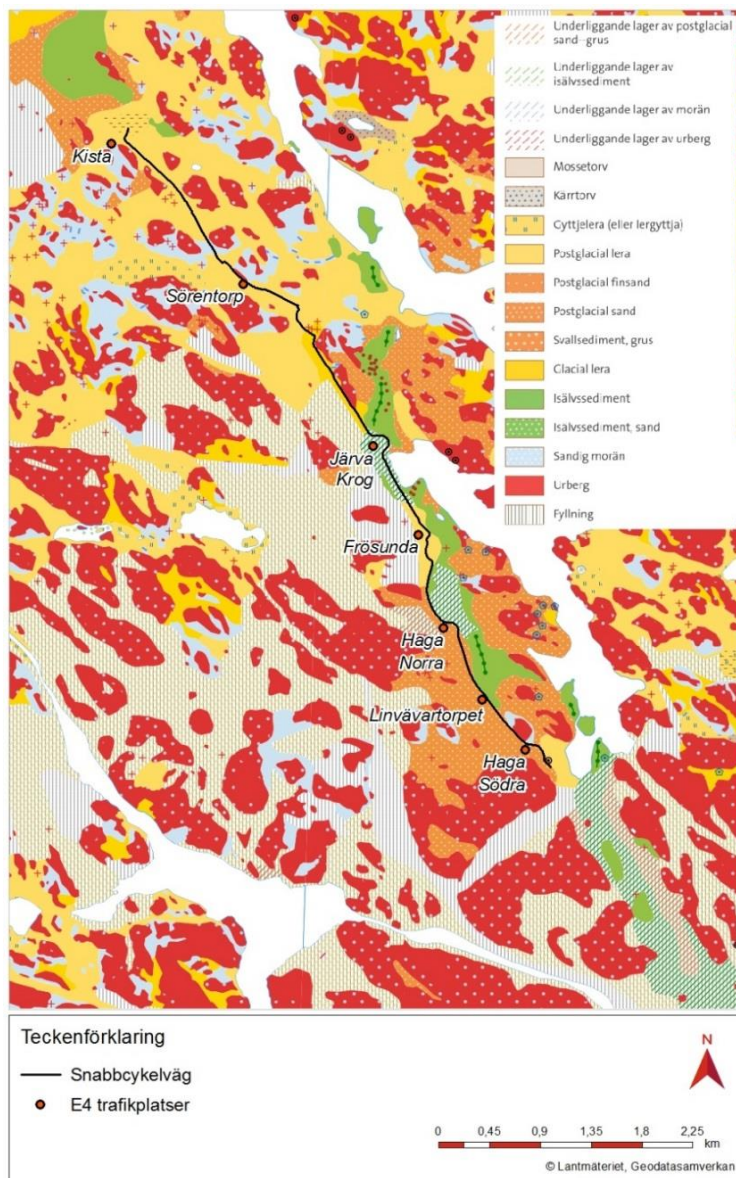 Underliggande lager av postglacial
sand--grus
Underliggande lager av
isälvssediment
Underliggande lager av morän
Underliggande lager av urberg
Mossetorv
Kärrtorv
Gyttjelera (eller lergyttja)
Postglacial lera
Postglacial finsand
Postglacial sand
Svallsediment, grus
Glacial lera
Isälvssediment
Isälvssediment, sand
Sandig morän
Urberg
Fyllning
Kista
Sörentorp
Järva
Krog
Frösunda
Haga
Norra
Linvävartorpet
Haga
Södra
Teckenförklaring
Snabbcykelväg
E4 trafikplatser
N
0 0,45 0,9 1,35 1,8 2,25
km
© Lantmäteriet, Geodatasamverkan